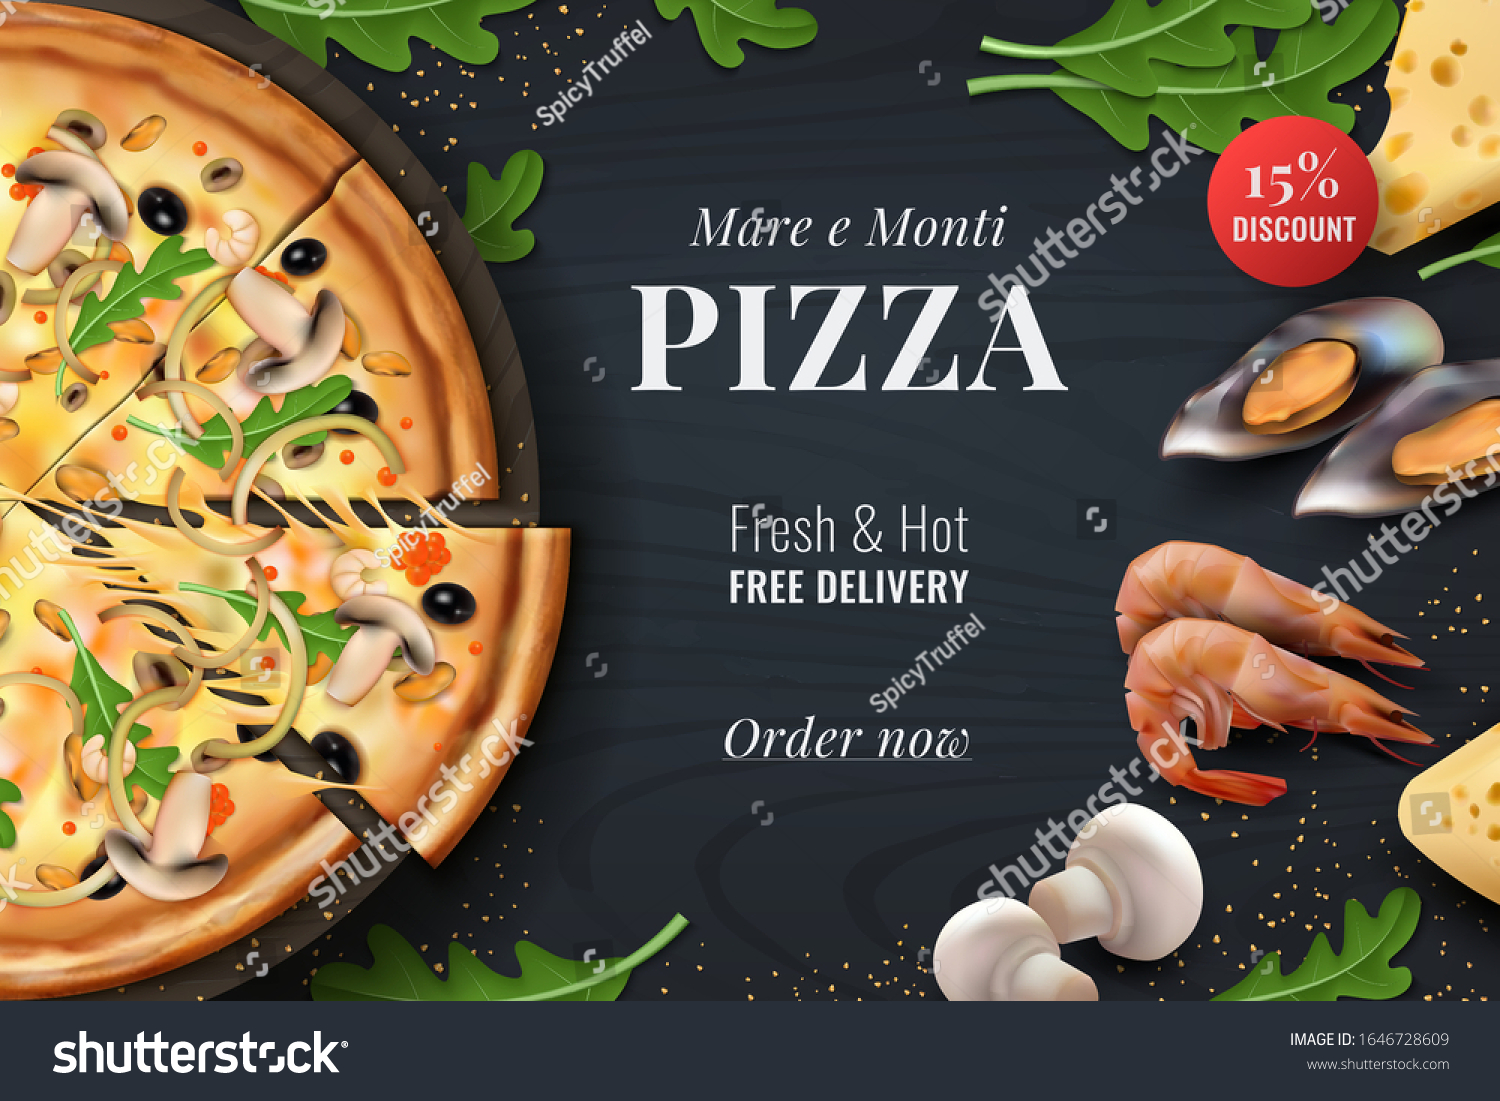 Mare e Monti
PIZZA
15%
DISCOUNT
Fresh & Hot
FREE DELIVERY
Order now
SpicyTruffel
SpicyTruffel
SpicyTruffel
shutterstock
shutterstock
shutterstock
shutterstock
shutterstock
shutterstock
shutterstock
IMAGE ID: 1646728609
www.shutterstock.com